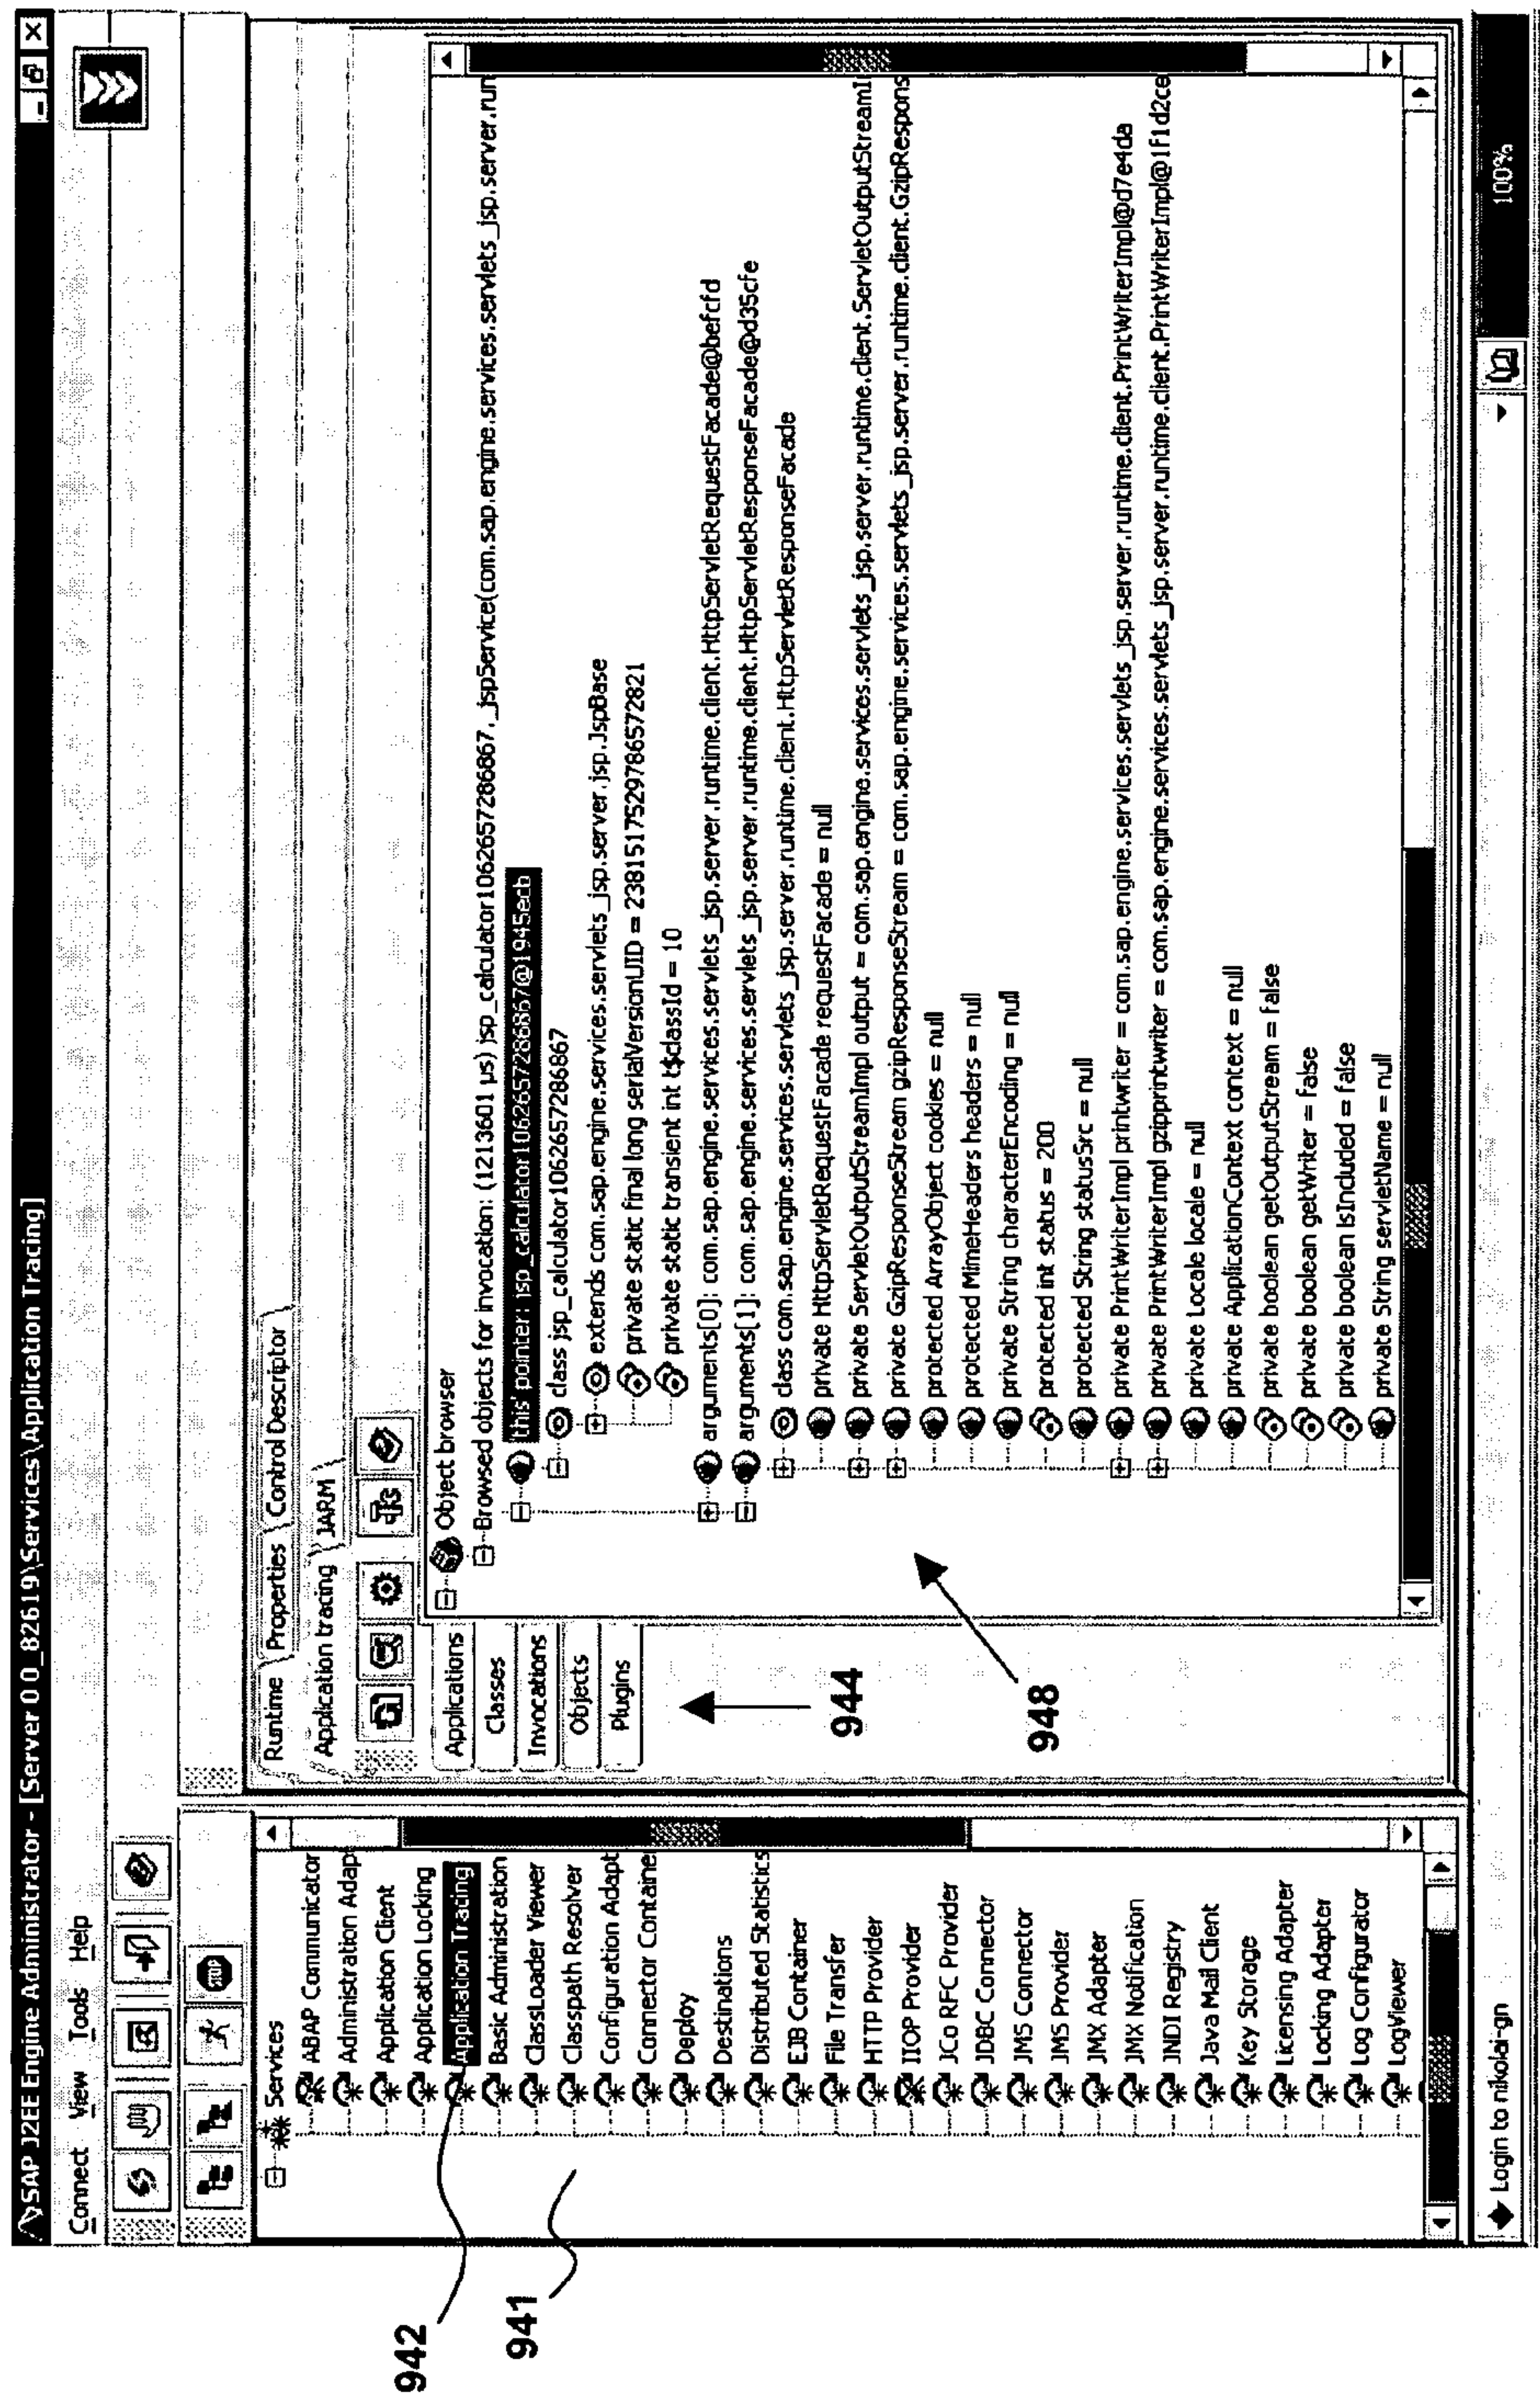 SAP J2EE Engine Administrator - [Server 0 0_82619\Services\Application Tracing]
Connect View Tools Help
Services
ABAP Communicator
Administration Adap
Application Client
Application Locking
Application Tracing
Basic Administration
ClassLoader Viewer
Classpath Resolver
Configuration Adapt
Connector Containe
Deploy
Destinations
Distributed Statistics
EJB Container
File Transfer
HTTP Provider
IIOP Provider
JCo RFC Provider
JDBC Connector
JMS Connector
JMS Provider
JMX Adapter
JMX Notification
JNDI Registry
Java Mail Client
Key Storage
Licensing Adapter
Locking Adapter
Log Configurator
LogViewer
942
941
Runtime Properties Control Descriptor
Application tracing JARM
Applications
Classes
Invocations
Objects
Plugins
944
948
Object browser
Browsed objects for invocation: (1213601 µs) jsp_calculator1062657286867._jspService(com.sap.engine.services.servlets_jsp.server.run
'this' pointer: jsp_calculator1062657286867@1945ecb
class jsp_calculator1062657286867
extends com.sap.engine.services.servlets_jsp.server.jsp.JspBase
private static final long serialVersionUID = 2381517529786572821
private static transient int t$classId = 10
arguments[0]: com.sap.engine.services.servlets_jsp.server.runtime.client.HttpServletRequestFacade@befcfd
arguments[1]: com.sap.engine.services.servlets_jsp.server.runtime.client.HttpServletResponseFacade@d35cfe
class com.sap.engine.services.servlets_jsp.server.runtime.client.HttpServletResponseFacade
private HttpServletRequestFacade requestFacade = null
private ServletOutputStreamImpl output = com.sap.engine.services.servlets_jsp.server.runtime.client.ServletOutputStreamI
private GzipResponseStream gzipResponseStream = com.sap.engine.services.servlets_jsp.server.runtime.client.GzipRespons
protected ArrayObject cookies = null
protected MimeHeaders headers = null
private String characterEncoding = null
protected int status = 200
protected String statusSrc = null
private PrintWriterImpl printwriter = com.sap.engine.services.servlets_jsp.server.runtime.client.PrintWriterImpl@d7e4da
private PrintWriterImpl gzipprintwriter = com.sap.engine.services.servlets_jsp.server.runtime.client.PrintWriterImpl@1f1d2ce
private Locale locale = null
private ApplicationContext context = null
private boolean getOutputStream = false
private boolean getWriter = false
private boolean isIncluded = false
private String servletName = null
Login to nikolai-gn
100%